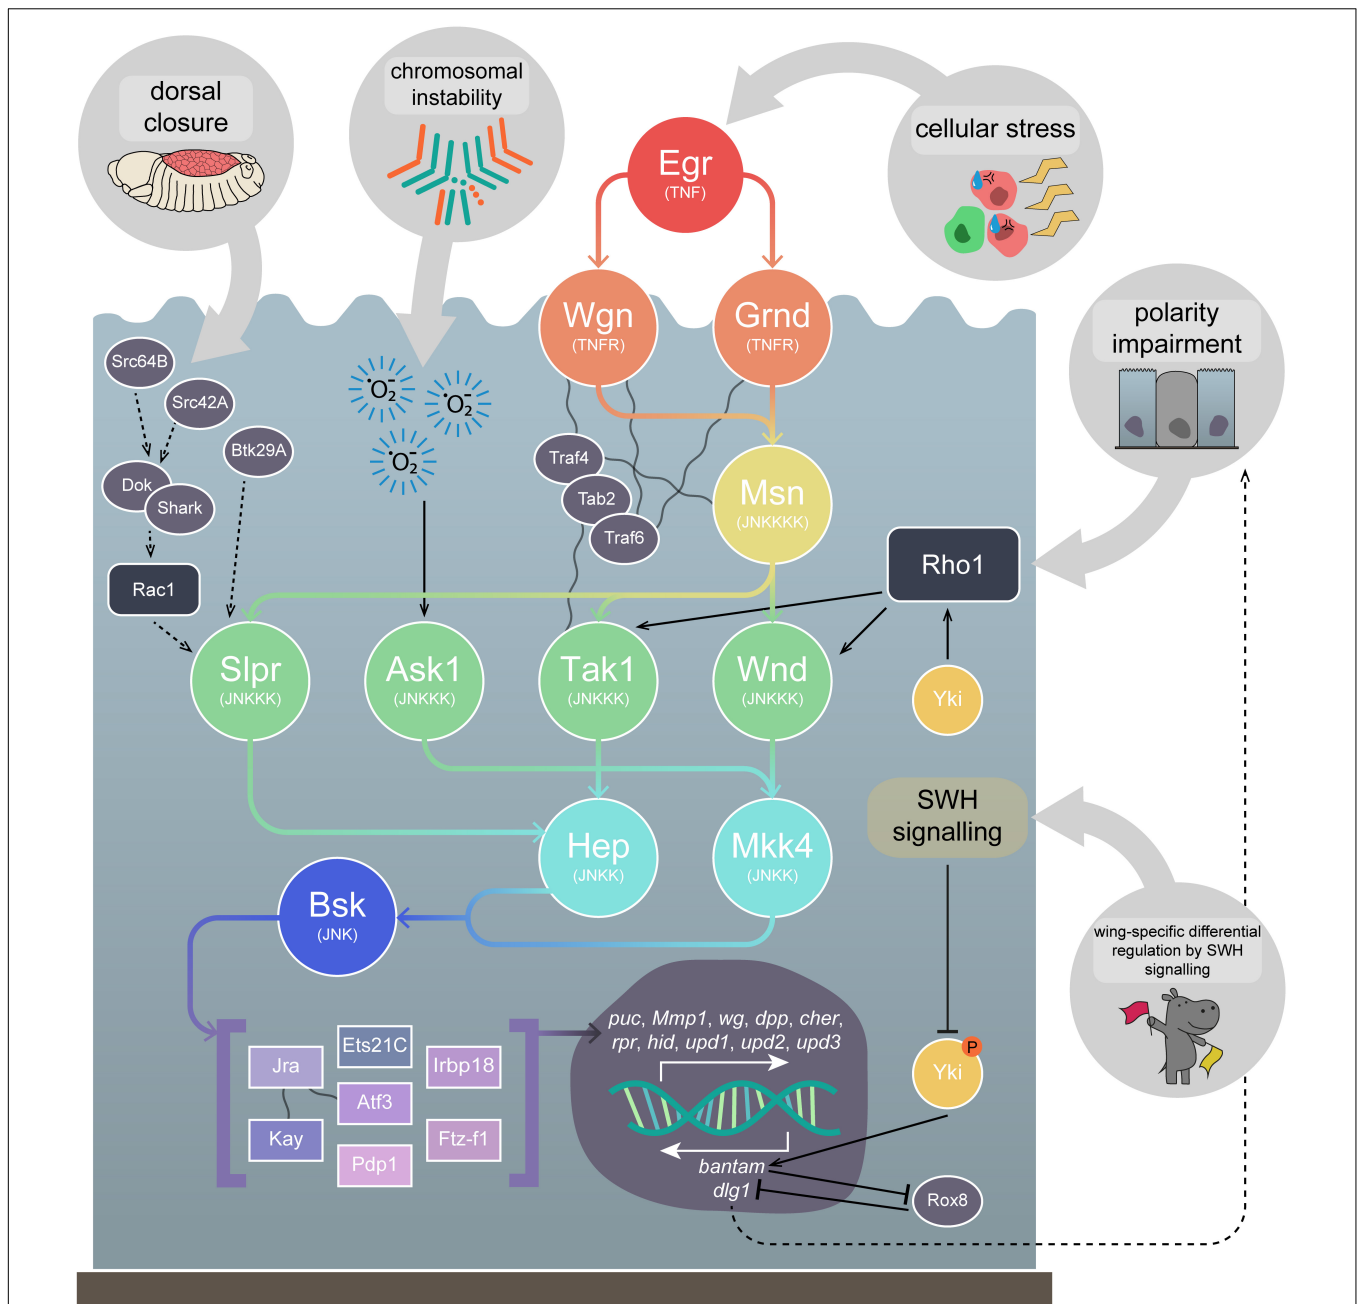 dorsal
closure
chromosomal
instability
Egr
(TNF)
cellular stress
Wgn
(TNFR)
Grnd
(TNFR)
polarity
impairment
Src64B
Src42A
Btk29A
Dok
Shark
Rac1
•O2−
•O2−
•O2−
Traf4
Tab2
Traf6
Msn
(JNKKKK)
Rho1
Slpr
(JNKKK)
Ask1
(JNKKK)
Tak1
(JNKKK)
Wnd
(JNKKK)
Yki
SWH
signalling
Hep
(JNKK)
Mkk4
(JNKK)
Bsk
(JNK)
wing-specific differential
regulation by SWH
signalling
puc, Mmp1, wg, dpp, cher,
rpr, hid, upd1, upd2, upd3
Jra
Ets21C
Irbp18
Atf3
Kay
Ftz-f1
Pdp1
P
Yki
bantam
dlg1
Rox8